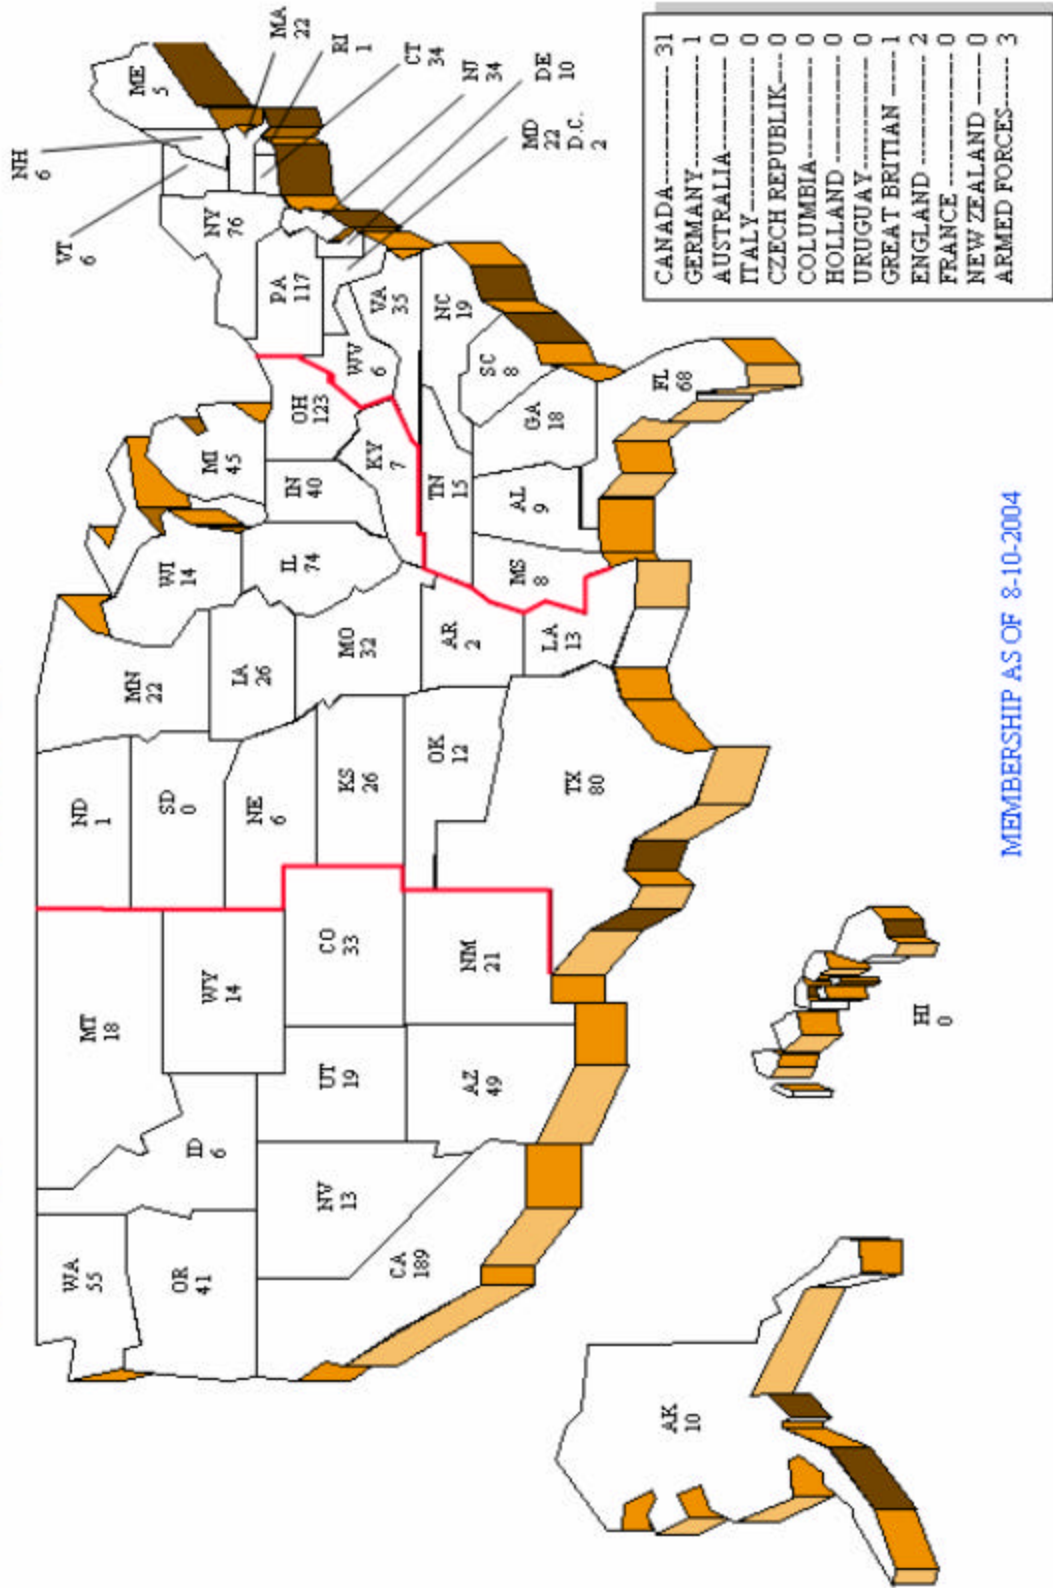 WA
55
OR
41
CA
189
NV
13
ID
6
MT
18
WY
14
UT
19
AZ
49
CO
33
NM
21
ND
1
SD
0
NE
6
KS
26
OK
12
TX
80
MN
22
IA
26
MO
32
AR
2
LA
13
WI
14
IL
74
MI
45
IN
40
OH
123
KY
7
TN
15
MS
8
AL
9
GA
18
FL
68
SC
8
NC
19
VA
35
WV
6
PA
117
NY
76
VT
6
NH
6
ME
5
MA
22
RI
1
CT
34
NJ
34
DE
10
MD
22
D.C.
2
AK
10
HI
0
CANADA---------------- 31
GERMANY-------------- 1
AUSTRALIA------------ 0
ITALY------------------- 0
CZECH REPUBLIK---- 0
COLUMBIA------------- 0
HOLLAND ------------- 0
URUGUAY-------------- 0
GREAT BRITIAN ------ 1
ENGLAND ------------- 2
FRANCE --------------- 0
NEW ZEALAND ------ 0
ARMED FORCES------ 3
MEMBERSHIP AS OF 8-10-2004